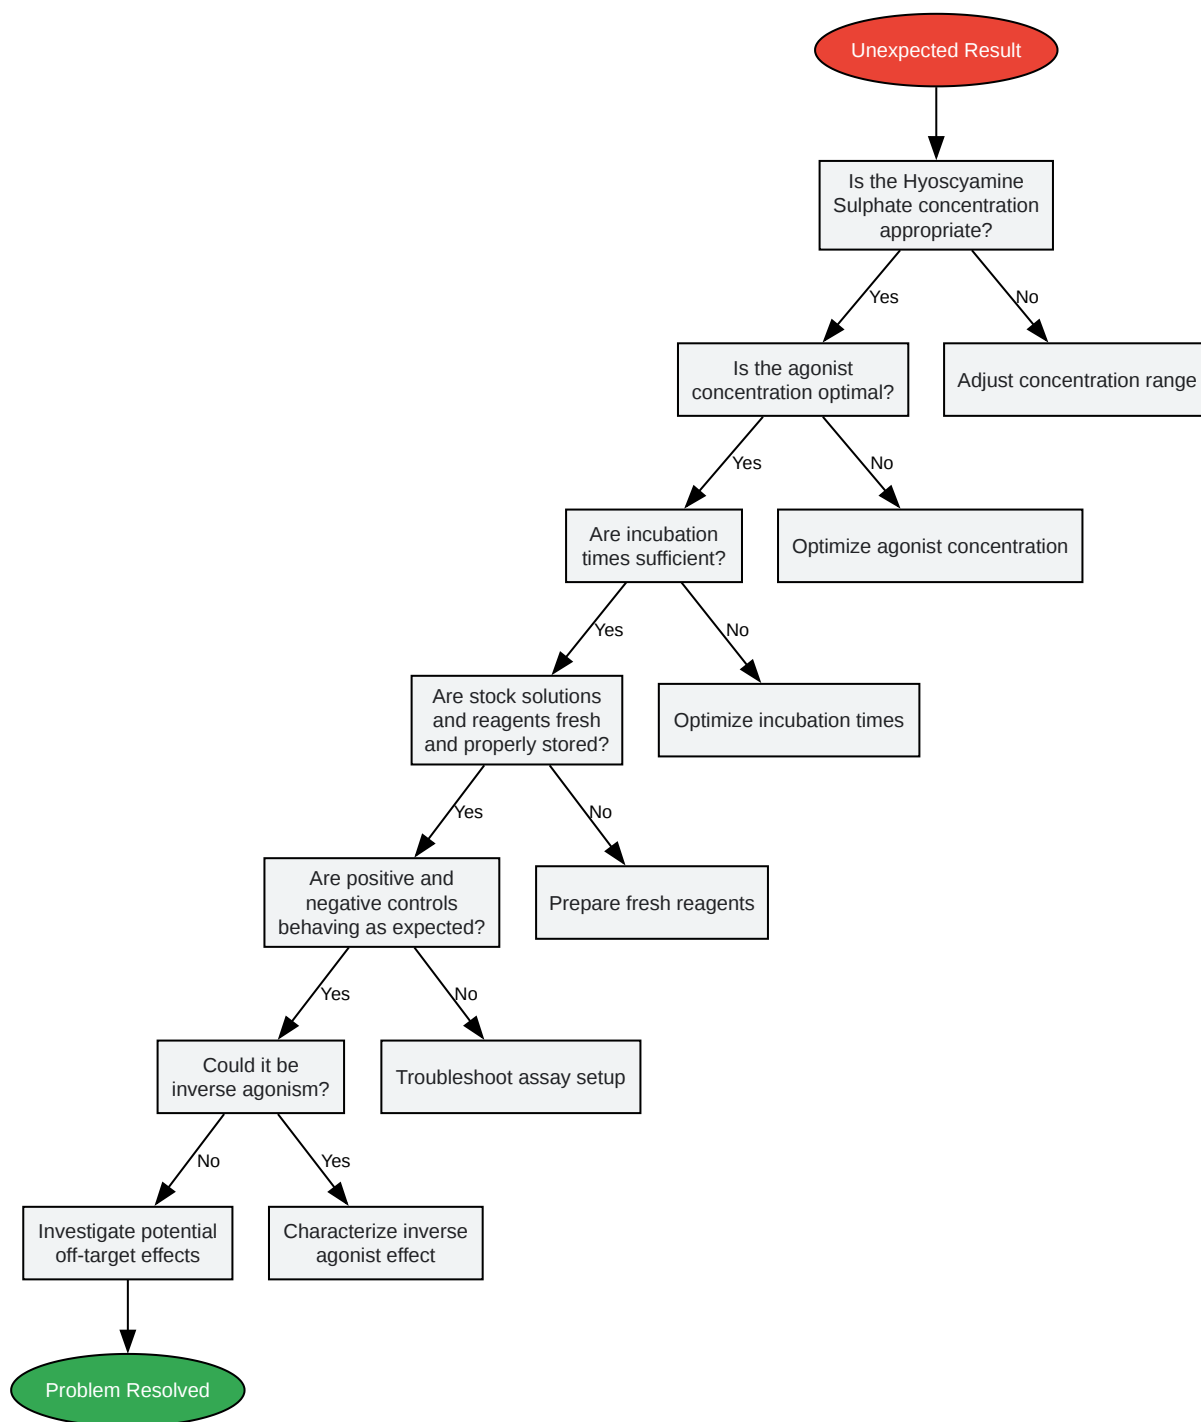 Unexpected Result
Is the Hyoscyamine
Sulphate concentration
appropriate?
Yes
No
Is the agonist
concentration optimal?
Adjust concentration range
Yes
No
Are incubation
times sufficient?
Optimize agonist concentration
Yes
No
Are stock solutions
and reagents fresh
and properly stored?
Optimize incubation times
Yes
No
Are positive and
negative controls
behaving as expected?
Prepare fresh reagents
Yes
No
Could it be
inverse agonism?
Troubleshoot assay setup
No
Yes
Investigate potential
off-target effects
Characterize inverse
agonist effect
Problem Resolved